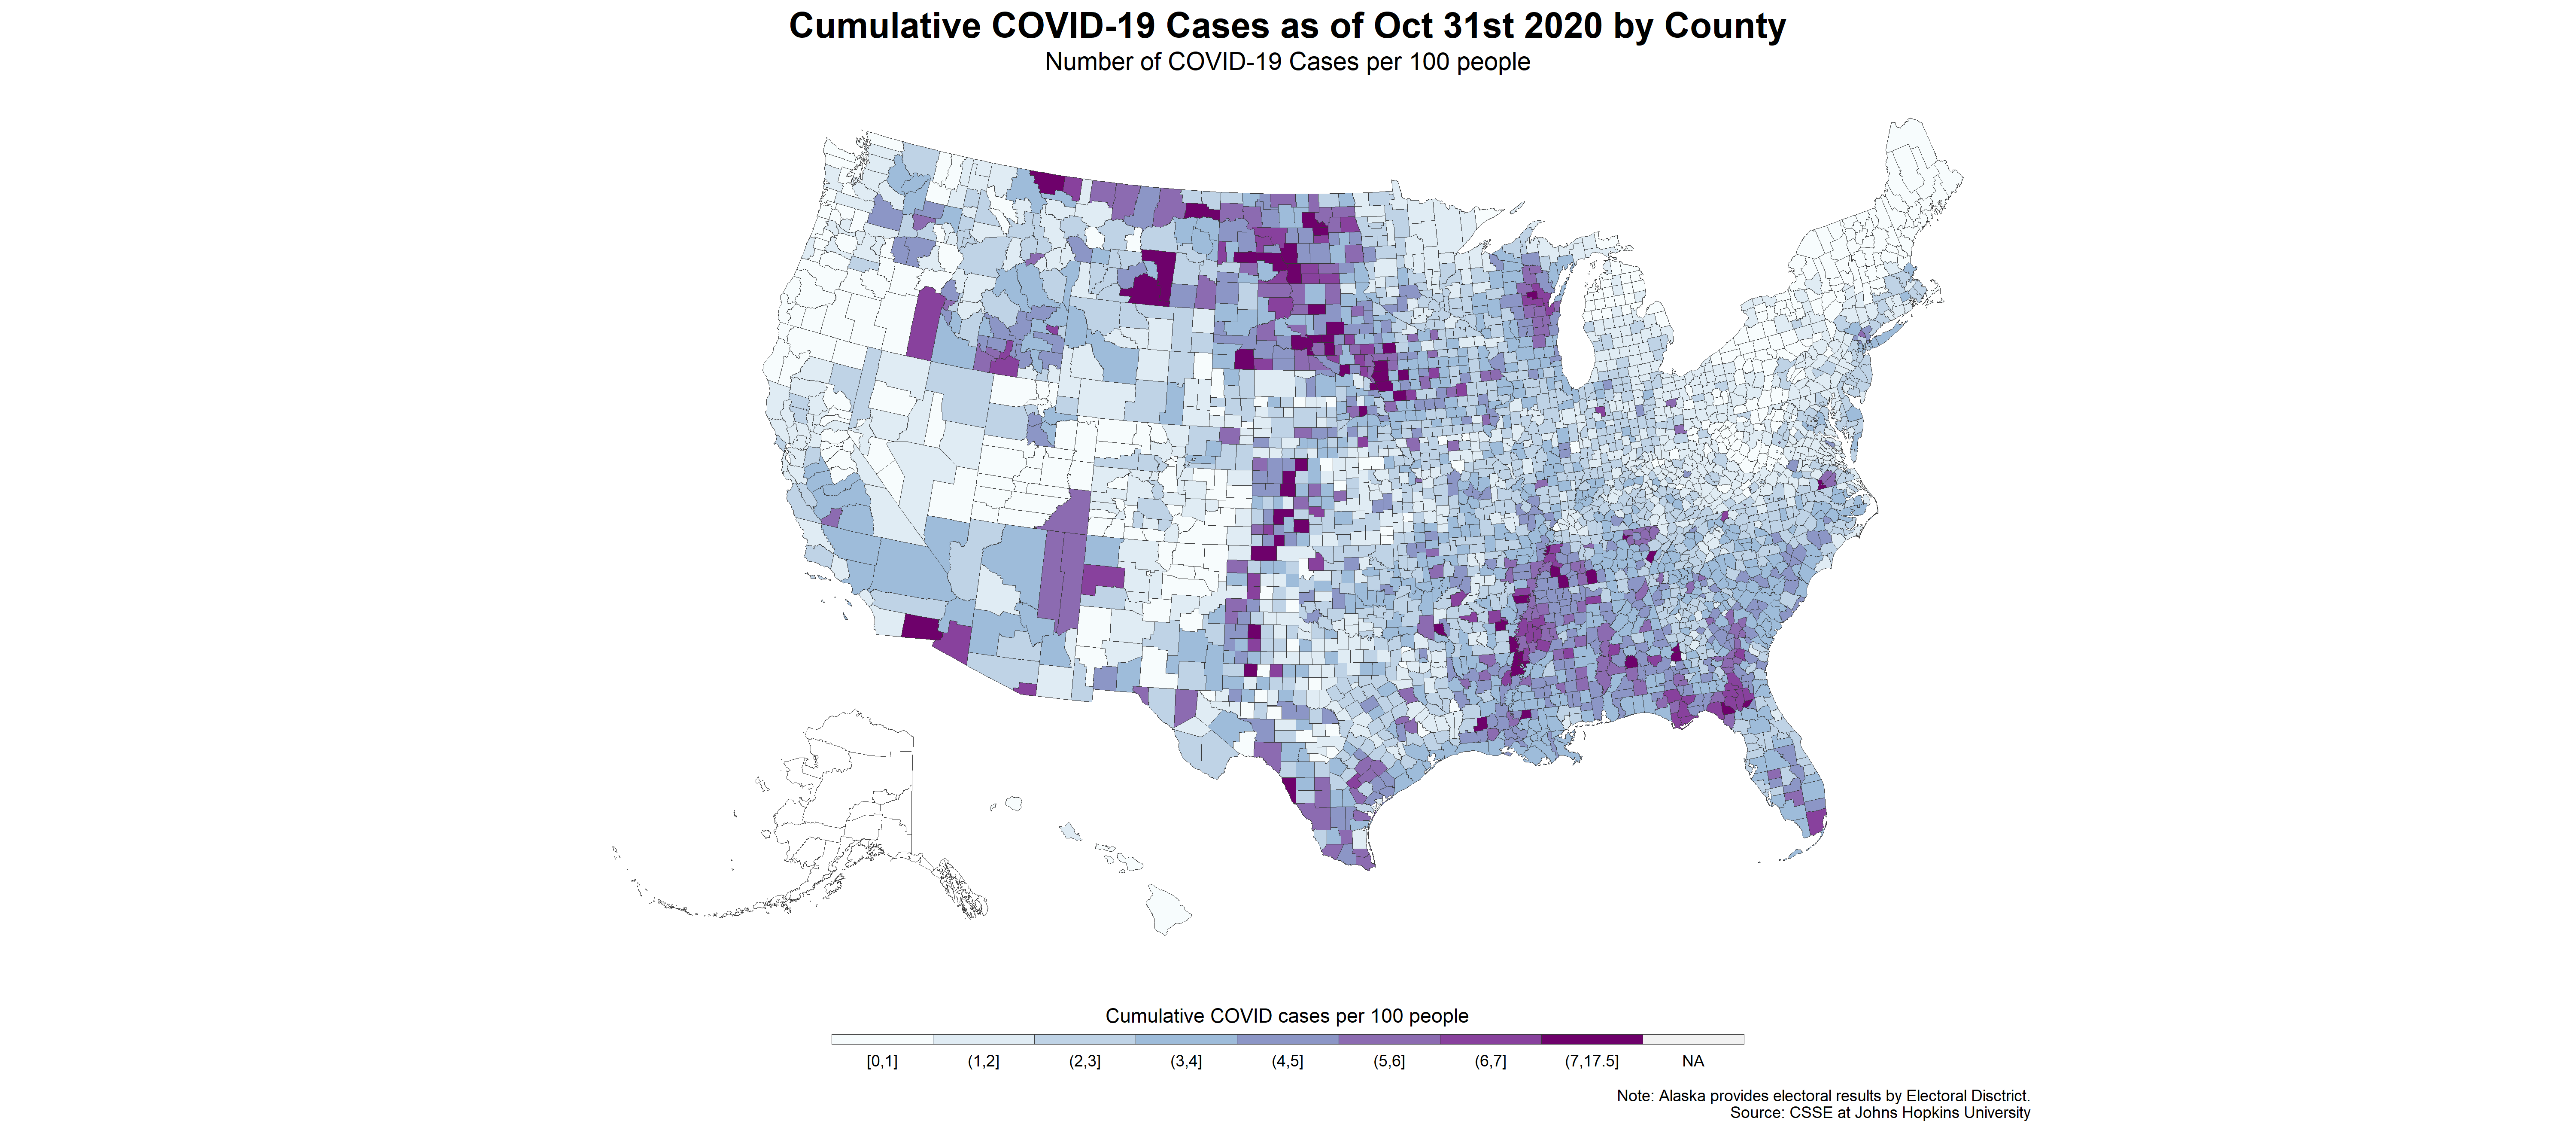 Cumulative COVID-19 Cases as of Oct 31st 2020 by County
Number of COVID-19 Cases per 100 people
Cumulative COVID cases per 100 people
[0,1] (1,2] (2,3] (3,4] (4,5] (5,6] (6,7] (7,17.5] NA
Note: Alaska provides electoral results by Electoral Disctrict.
Source: CSSE at Johns Hopkins University